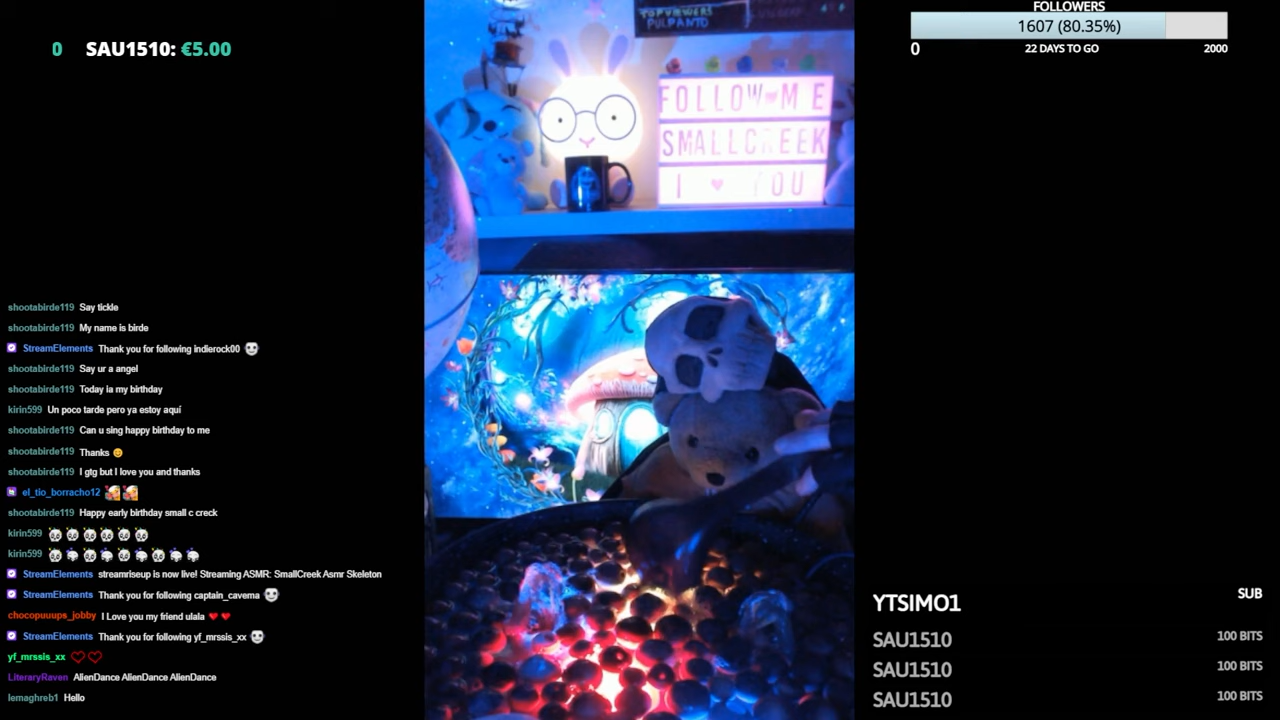 0 SAU1510: €5.00
TOPVIEWERS
PULPANTO
FOLLOW ME
SMALLCREEK
I ♥ YOU
FOLLOWERS
1607 (80.35%)
0 22 DAYS TO GO 2000
shootabirde119 Say tickle
shootabirde119 My name is birde
StreamElements Thank you for following indierock00
shootabirde119 Say ur a angel
shootabirde119 Today ia my birthday
kirin599 Un poco tarde pero ya estoy aquí
shootabirde119 Can u sing happy birthday to me
shootabirde119 Thanks 😊
shootabirde119 I gtg but I love you and thanks
el_tio_borracho12
shootabirde119 Happy early birthday small c creck
kirin599
kirin599
StreamElements streamriseup is now live! Streaming ASMR: SmallCreek Asmr Skeleton
StreamElements Thank you for following captain_caverna
chocopuuups_jobby I Love you my friend ulala ♥ ♥
StreamElements Thank you for following yf_mrssis_xx
yf_mrssis_xx
LiteraryRaven AlienDance AlienDance AlienDance
lemaghreb1 Hello
YTSIMO1 SUB
SAU1510 100 BITS
SAU1510 100 BITS
SAU1510 100 BITS